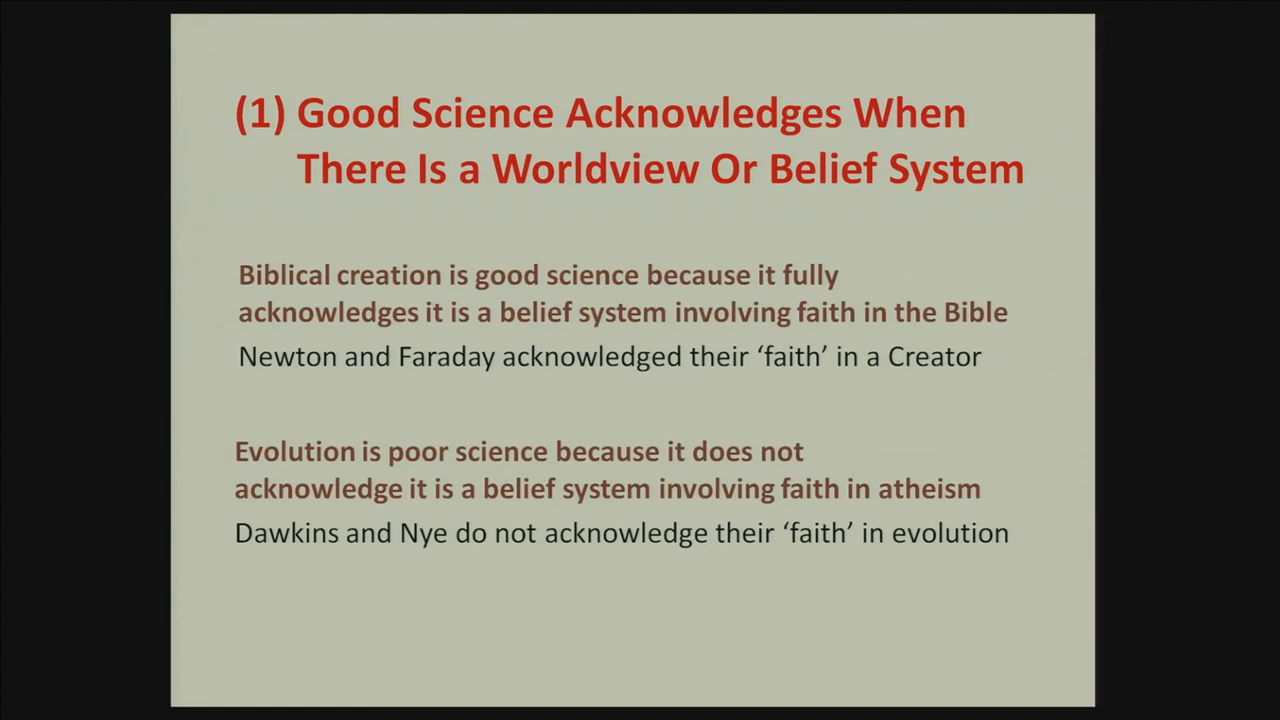 (1) Good Science Acknowledges When
There Is a Worldview Or Belief System
Biblical creation is good science because it fully
acknowledges it is a belief system involving faith in the Bible
Newton and Faraday acknowledged their ‘faith’ in a Creator
Evolution is poor science because it does not
acknowledge it is a belief system involving faith in atheism
Dawkins and Nye do not acknowledge their ‘faith’ in evolution